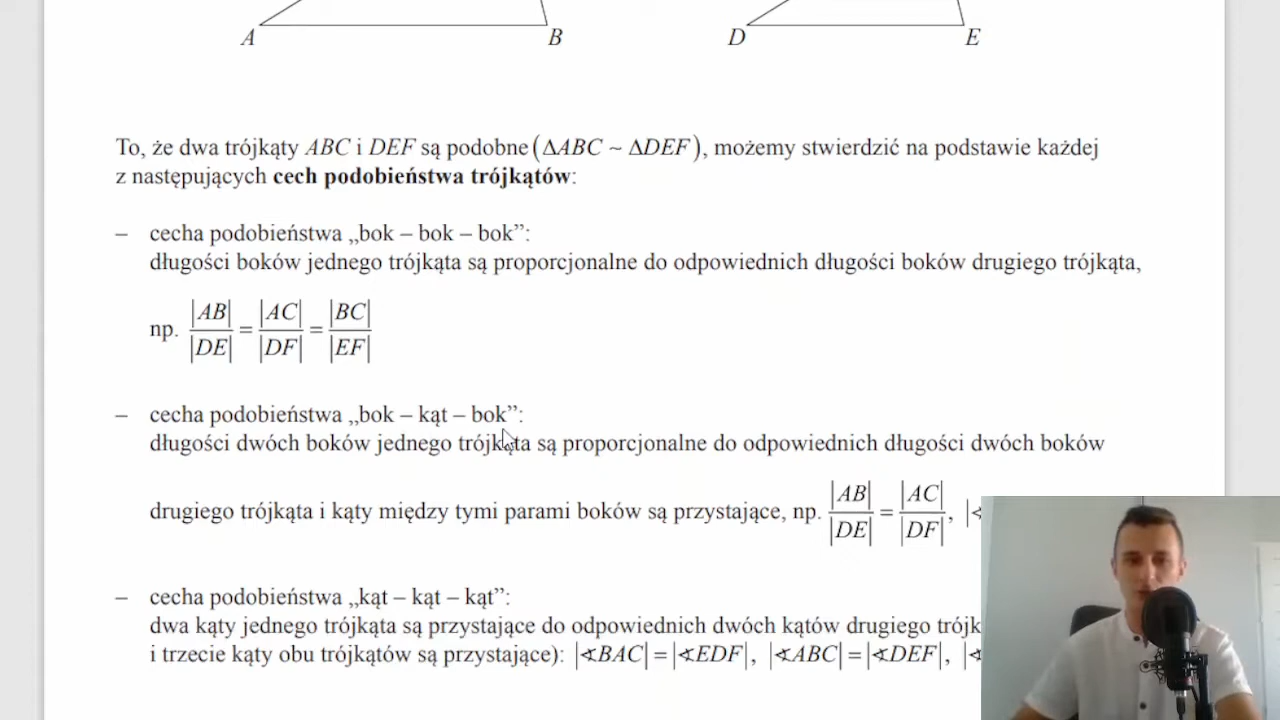 A B D E
To, że dwa trójkąty ABC i DEF są podobne (ΔABC ~ ΔDEF), możemy stwierdzić na podstawie każdej
z następujących cech podobieństwa trójkątów:
– cecha podobieństwa „bok – bok – bok”:
długości boków jednego trójkąta są proporcjonalne do odpowiednich długości boków drugiego trójkąta,
np. |AB|/|DE| = |AC|/|DF| = |BC|/|EF|
– cecha podobieństwa „bok – kąt – bok”:
długości dwóch boków jednego trójkąta są proporcjonalne do odpowiednich długości dwóch boków
drugiego trójkąta i kąty między tymi parami boków są przystające, np. |AB|/|DE| = |AC|/|DF|, |∢
– cecha podobieństwa „kąt – kąt – kąt”:
dwa kąty jednego trójkąta są przystające do odpowiednich dwóch kątów drugiego trójk
i trzecie kąty obu trójkątów są przystające): |∢BAC| = |∢EDF|, |∢ABC| = |∢DEF|, |∢